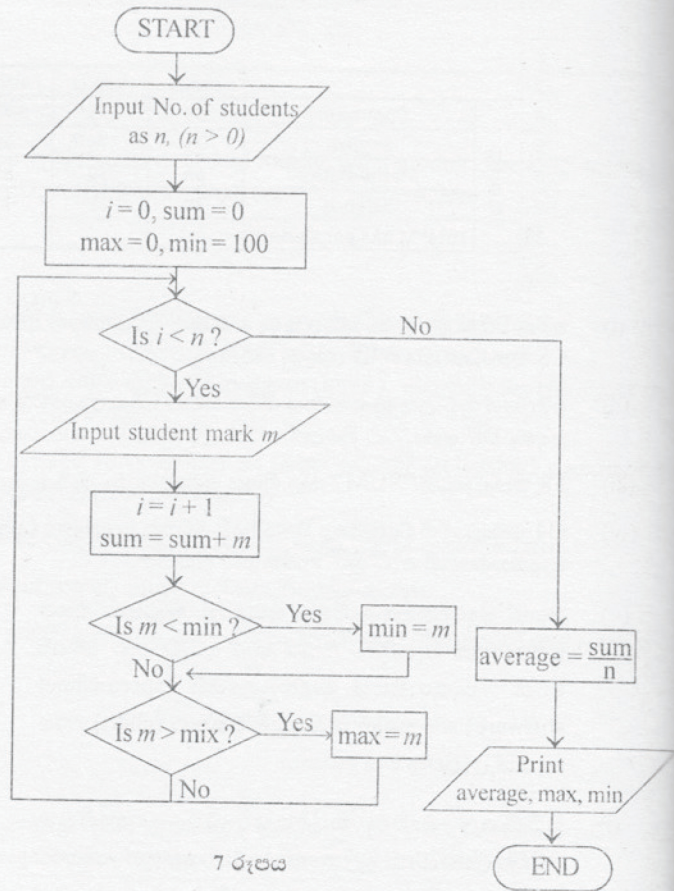 START
Input No. of students
as n, (n > 0)
i = 0, sum = 0
max = 0, min = 100
Is i < n ?
No
Yes
Input student mark m
i = i + 1
sum = sum + m
Is m < min ?
Yes
min = m
No
average = sum
n
Is m > mix ?
Yes
max = m
No
Print
average, max, min
7 රූපය
END